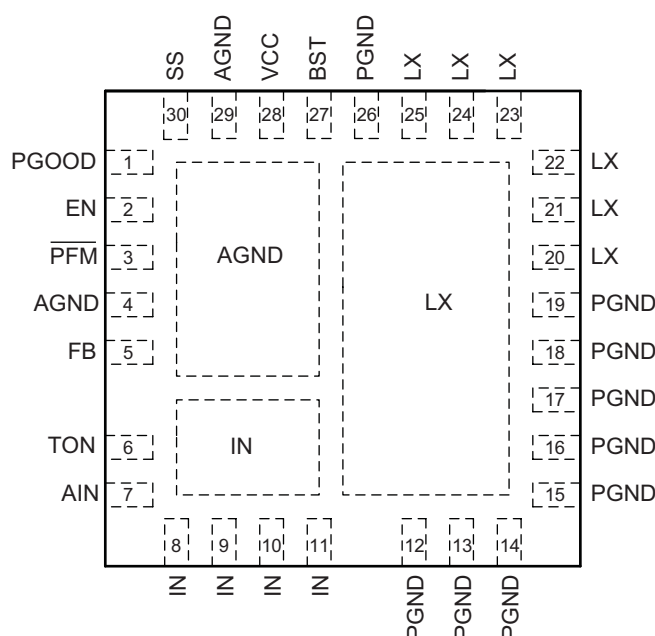 SS AGND VCC BST PGND LX LX LX
30 29 28 27 26 25 24 23
PGOOD 1 22 LX
EN 2 21 LX
PFM 3 20 LX
AGND
AGND 4 19 PGND
LX
FB 5 18 PGND
17 PGND
TON 6 16 PGND
IN
AIN 7 15 PGND
8 9 10 11 12 13 14
IN IN IN IN PGND PGND PGND